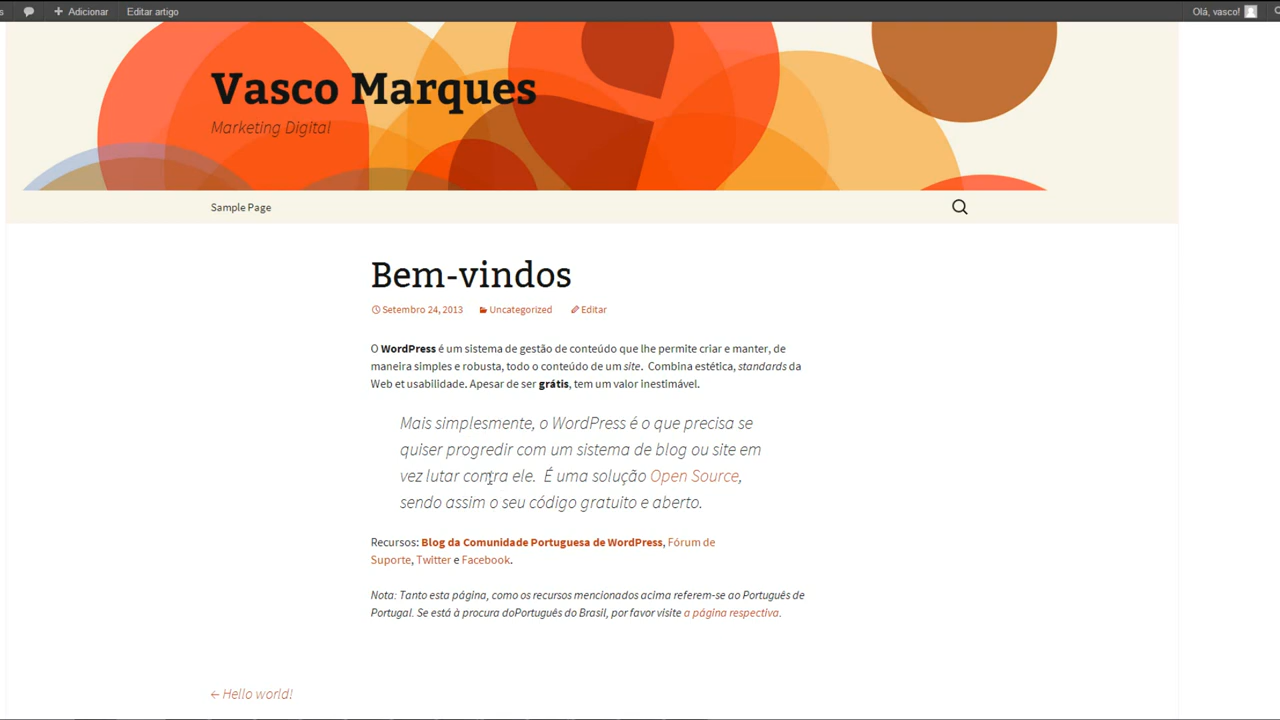 s Adicionar Editar artigo Olá, vasco!
Vasco Marques
Marketing Digital
Sample Page
Bem-vindos
Setembro 24, 2013 Uncategorized Editar
O WordPress é um sistema de gestão de conteúdo que lhe permite criar e manter, de
maneira simples e robusta, todo o conteúdo de um site. Combina estética, standards da
Web et usabilidade. Apesar de ser grátis, tem um valor inestimável.
Mais simplesmente, o WordPress é o que precisa se
quiser progredir com um sistema de blog ou site em
vez lutar contra ele. É uma solução Open Source,
sendo assim o seu código gratuito e aberto.
Recursos: Blog da Comunidade Portuguesa de WordPress, Fórum de
Suporte, Twitter e Facebook.
Nota: Tanto esta página, como os recursos mencionados acima referem-se ao Português de
Portugal. Se está à procura doPortuguês do Brasil, por favor visite a página respectiva.
← Hello world!